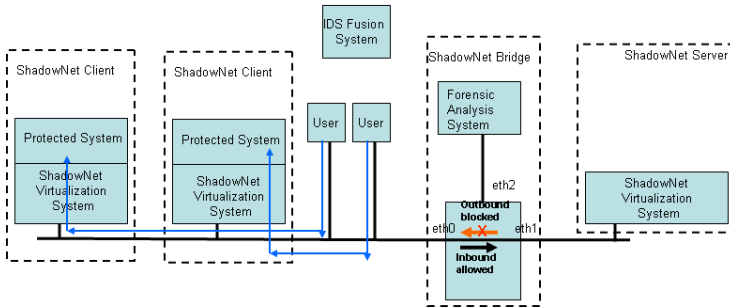 IDS Fusion
System
ShadowNet Client
ShadowNet Client
ShadowNet Bridge
ShadowNet Server
Protected System
ShadowNet
Virtualization
System
Protected System
ShadowNet
Virtualization
System
User
User
Forensic
Analysis
System
eth2
Outbound
blocked
eth0
X
eth1
Inbound
allowed
ShadowNet
Virtualization
System